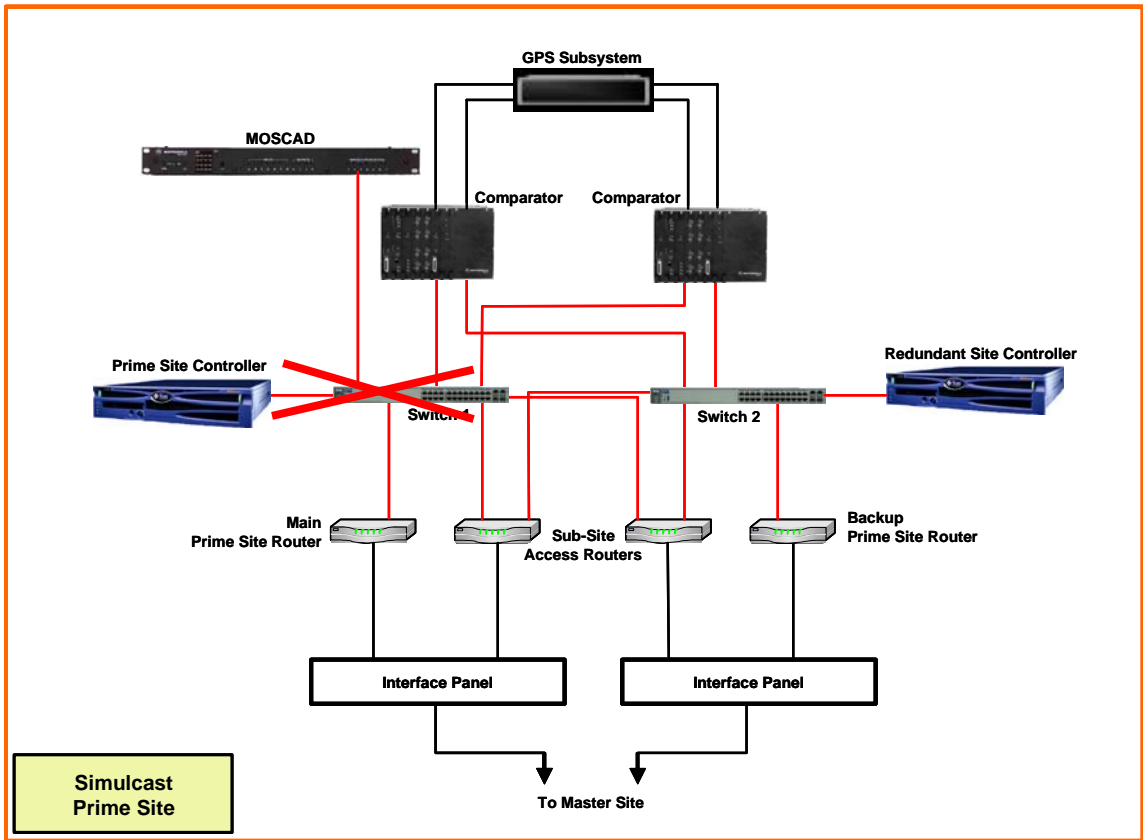 GPS Subsystem
MOSCAD
Comparator
Comparator
Prime Site Controller
Redundant Site Controller
Switch 1
Switch 2
Main
Prime Site Router
Sub-Site
Access Routers
Backup
Prime Site Router
Interface Panel
Interface Panel
Simulcast
Prime Site
To Master Site